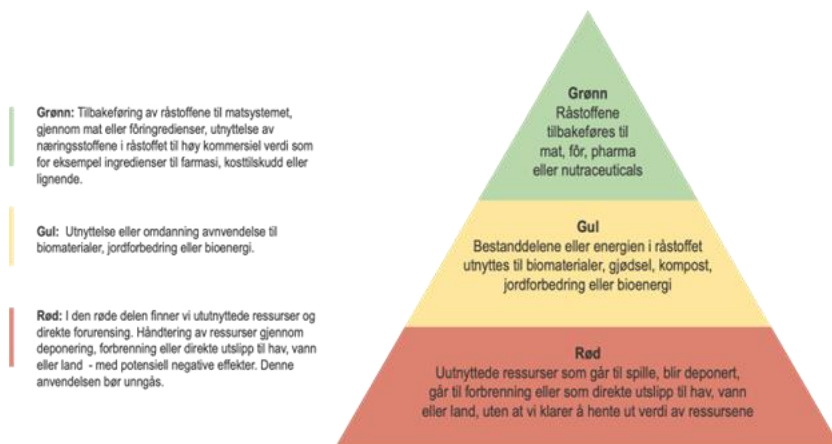 Grønn: Tilbakeføring av råstoffene til matsystemet,
gjennom mat eller fôringredienser, utnyttelse av
næringsstoffene i råstoffet til høy kommersiel verdi som
for eksempel ingredienser til farmasi, kosttilskudd eller
lignende.
Gul: Utnyttelse eller omdanning avnvendelse til
biomaterialer, jordforbedring eller bioenergi.
Rød: I den røde delen finner vi ututnyttede ressurser og
direkte forurensing. Håndtering av ressurser gjennom
deponering, forbrenning eller direkte utslipp til hav, vann
eller land - med potensiell negative effekter. Denne
anvendelsen bør unngås.
Grønn
Råstoffene
tilbakeføres til
mat, fôr, pharma
eller nutraceuticals
Gul
Bestanddelene eller energien i råstoffet
utnyttes til biomaterialer, gjødsel, kompost,
jordforbedring eller bioenergi
Rød
Uutnyttede ressurser som går til spille, blir deponert,
går til forbrenning eller som direkte utslipp til hav, vann
eller land, uten at vi klarer å hente ut verdi av ressursene